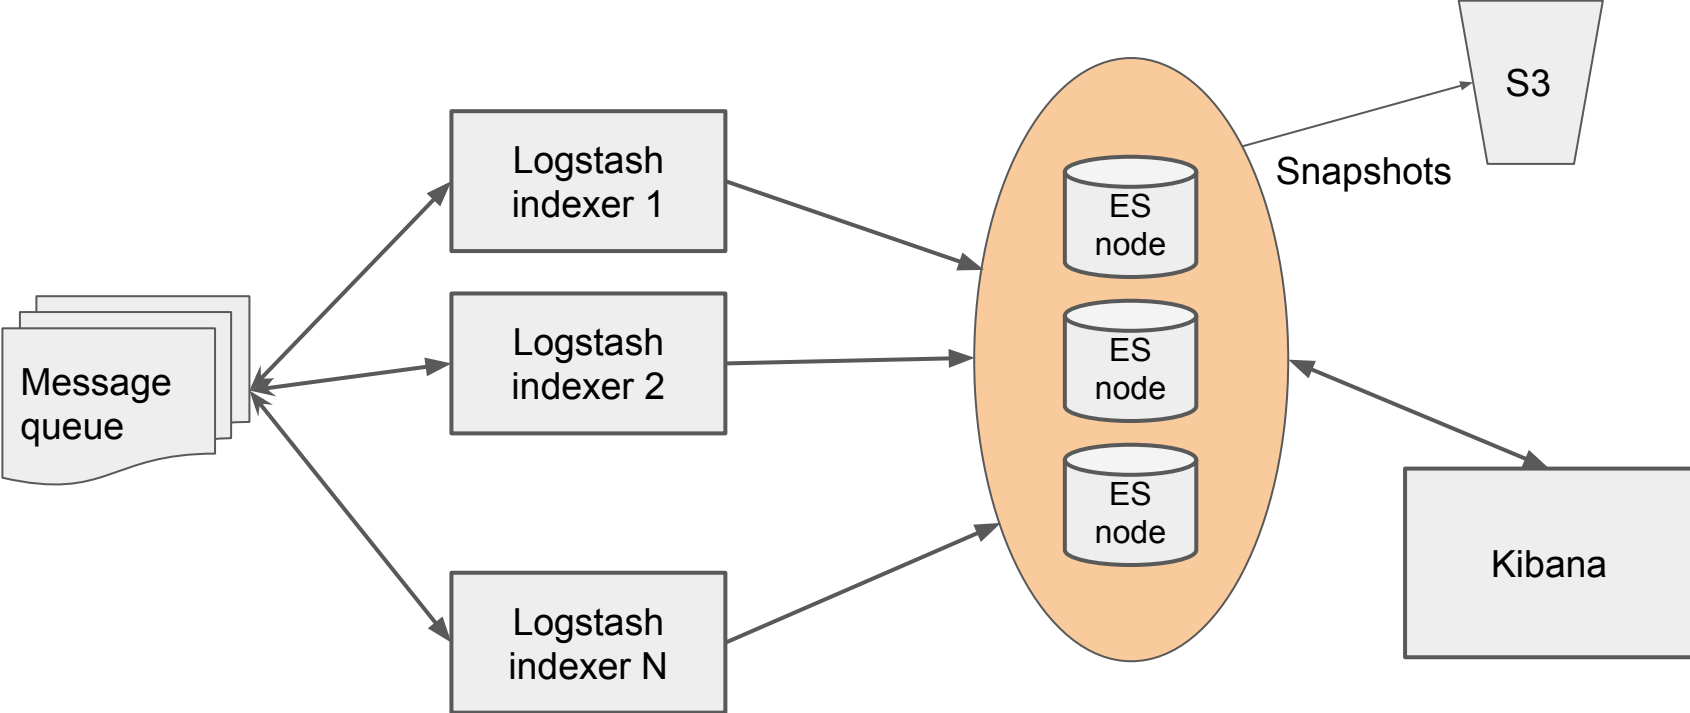 Message
queue
Logstash
indexer 1
Logstash
indexer 2
Logstash
indexer N
ES
node
ES
node
ES
node
Snapshots
S3
Kibana